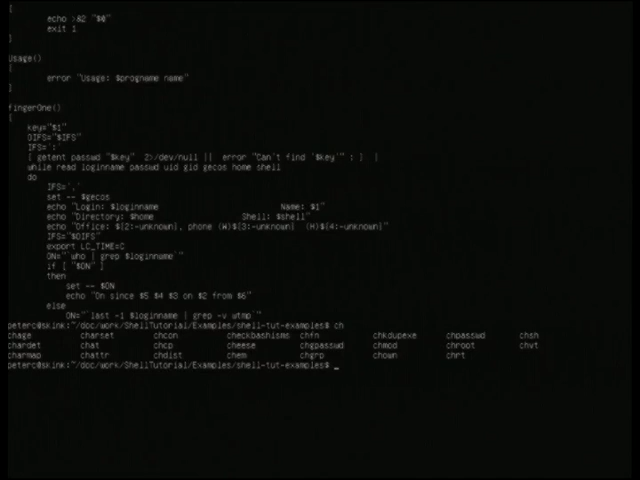 {
echo >&2 "$@"
exit 1
}
Usage()
{
error "Usage: $progname name"
}
fingerOne()
{
key="$1"
OIFS="$IFS"
IFS=':'
{ getent passwd "$key" 2>/dev/null || error "Can't find '$key'" ; } |
while read loginname passwd uid gid gecos home shell
do
IFS=','
set -- $gecos
echo "Login: $loginname Name: $1"
echo "Directory: $home Shell: $shell"
echo "Office: ${2:-unknown}, phone (W)${3:-unknown} (H)${4:-unknown}"
IFS="$OIFS"
export LC_TIME=C
ON="`who | grep $loginname`"
if [ "$ON" ]
then
set -- $ON
echo "On since $5 $4 $3 on $2 from $6"
else
ON="`last -1 $loginname | grep -v wtmp`"
peterc@skink:~/doc/work/ShellTutorial/Examples/shell-tut-examples$ ch
chage charset chcon checkbashisms chfn chkdupexe chpasswd chsh
chardet chat chcp cheese chgpasswd chmod chroot chvt
charmap chattr chdist chem chgrp chown chrt
peterc@skink:~/doc/work/ShellTutorial/Examples/shell-tut-examples$ _